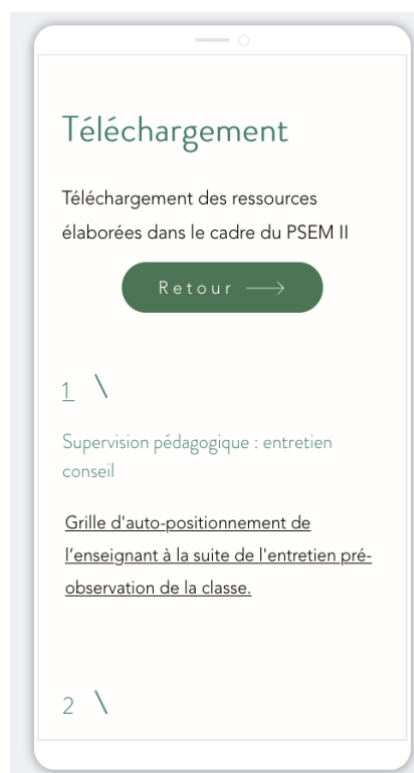 Téléchargement
Téléchargement des ressources
élaborées dans le cadre du PSEM II
Retour →
1 \
Supervision pédagogique : entretien
conseil
Grille d'auto-positionnement de
l'enseignant à la suite de l'entretien pré-
observation de la classe.
2 \